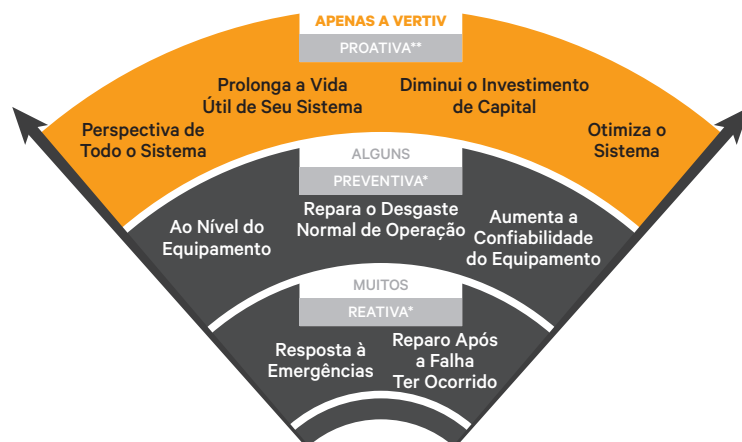 APENAS A VERTIV
PROATIVA**
Prolonga a Vida
Útil de Seu Sistema
Diminui o Investimento
de Capital
Perspectiva de
Todo o Sistema
Otimiza o
Sistema
ALGUNS
PREVENTIVA*
Ao Nível do
Equipamento
Repara o Desgaste
Normal de Operação
Aumenta a
Confiabilidade
do Equipamento
MUITOS
REATIVA*
Resposta à
Emergências
Reparo Após
a Falha
Ter Ocorrido